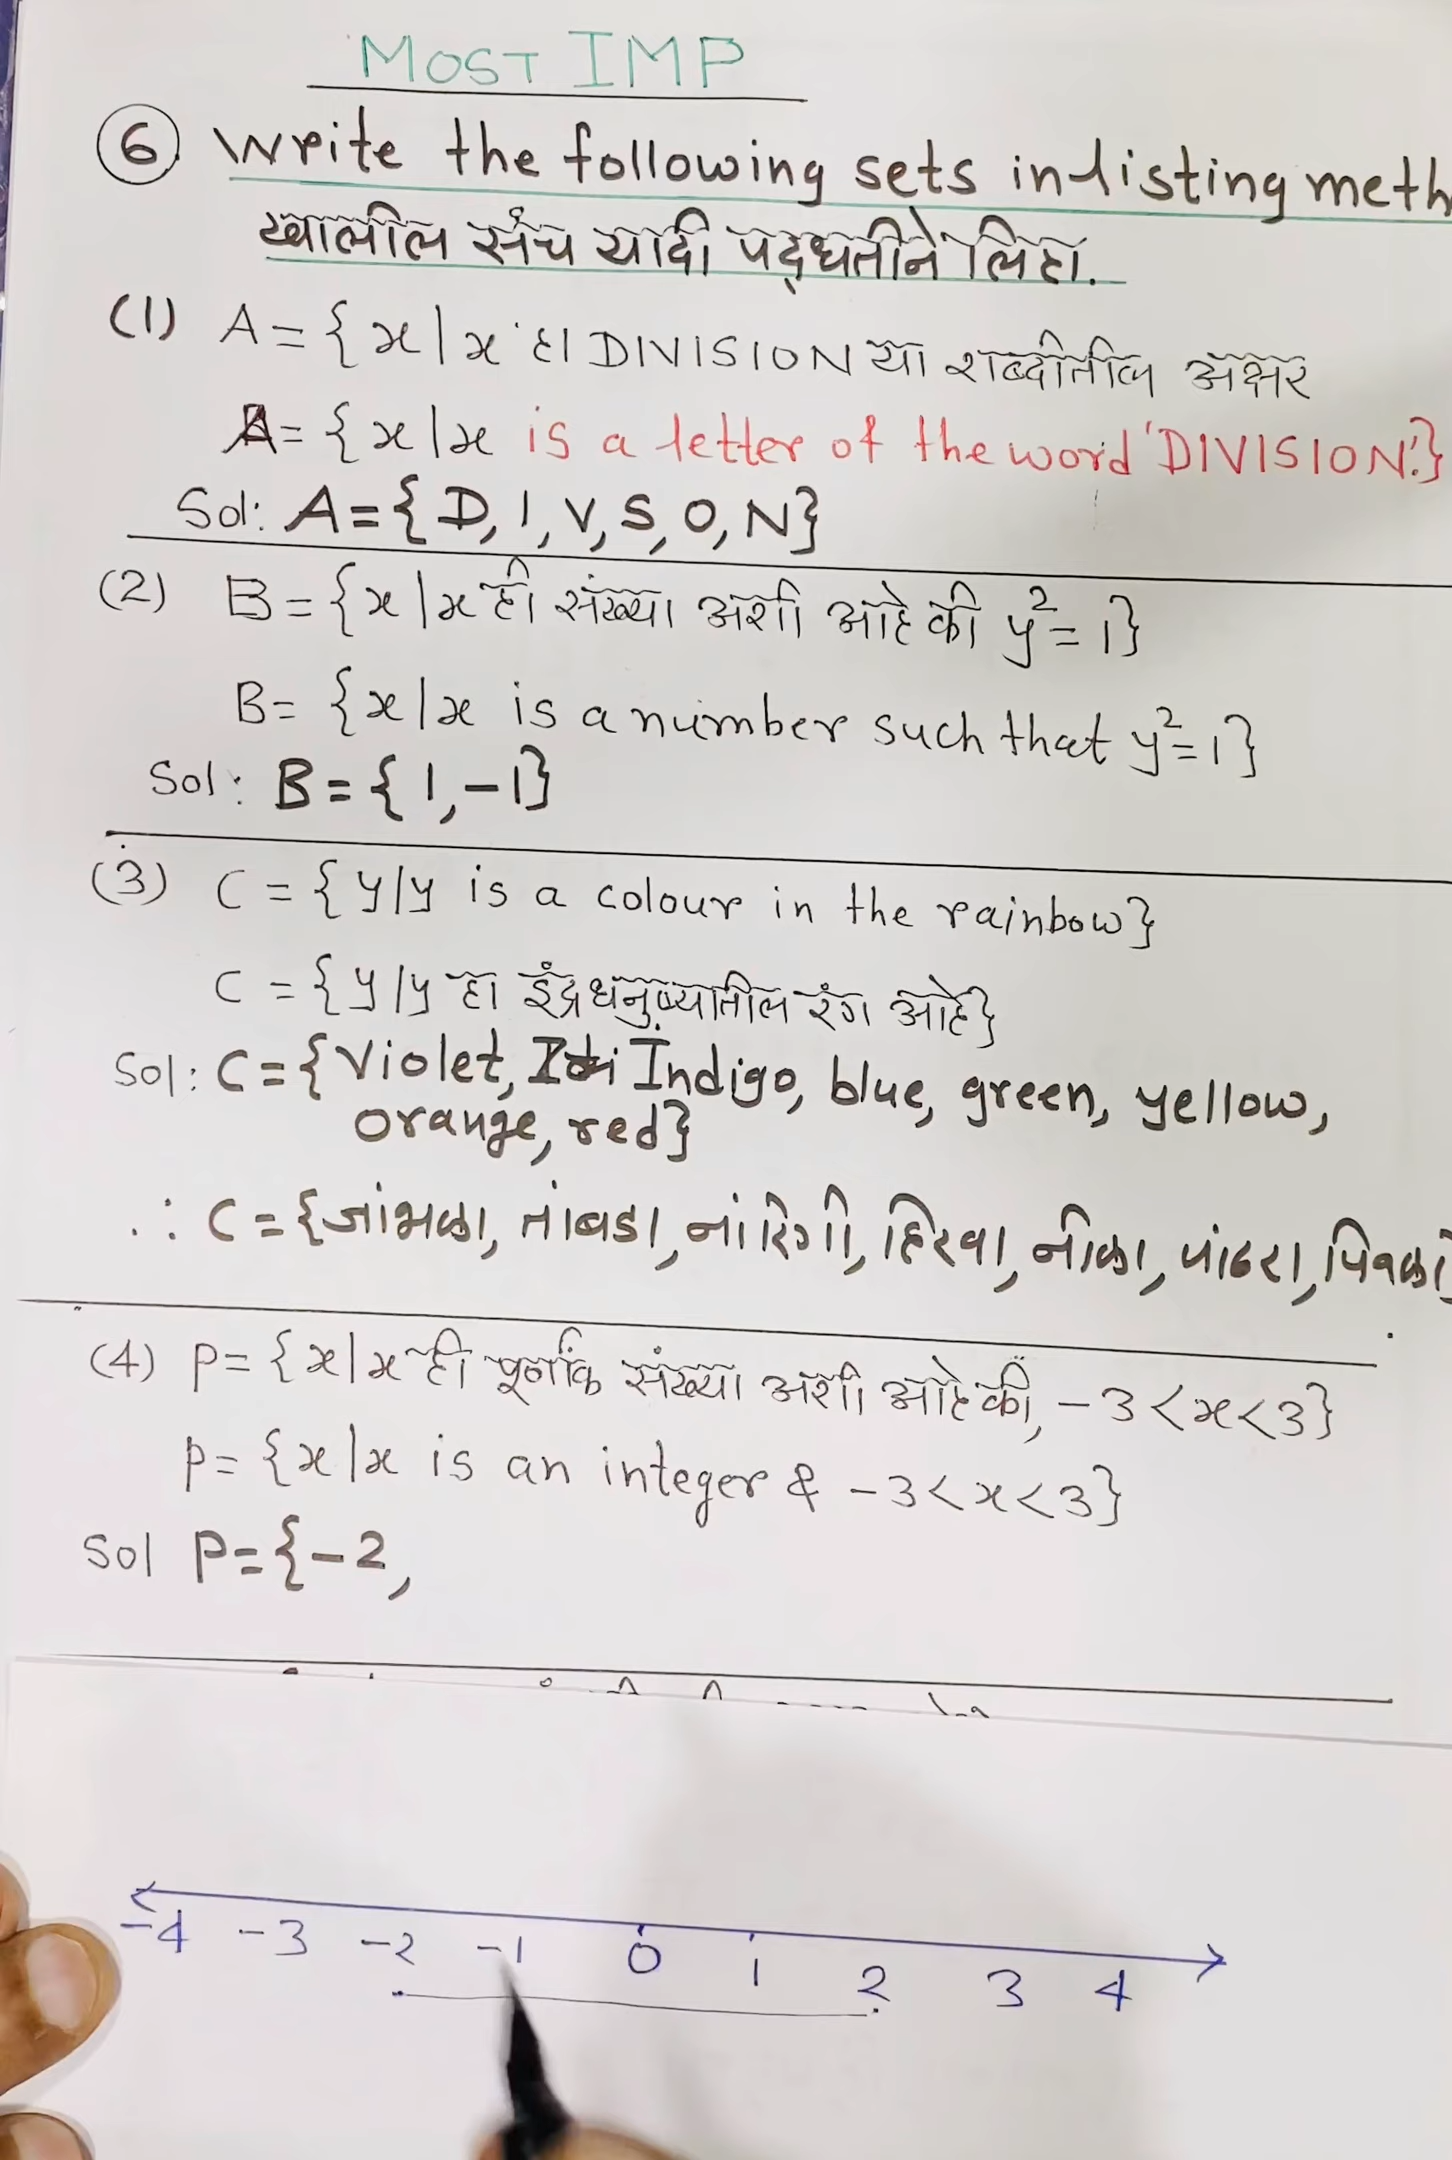 MOST IMP
6 Write the following sets in listing meth
खालील संच यादी पद्धतीने लिहा.
(1) A = { x | x हा DIVISION या शब्दातील अक्षर
A = { x | x is a letter of the word 'DIVISION'. }
Sol: A = { D, I, V, S, O, N }
(2) B = { x | x ही संख्या अशी आहे की y² = 1 }
B = { x | x is a number such that y² = 1 }
Sol: B = { 1, -1 }
(3) C = { y / y is a colour in the rainbow }
C = { y / y हा इंद्रधनुष्यातील रंग आहे }
Sol: C = { Violet, Indigo, blue, green, yellow,
orange, red }
∴ C = { जांभळा, तांबडा, नारिंगी, हिरवा, नीळा, पांढरा, पिवळा }
(4) P = { x | x ही पूर्णांक संख्या अशी आहे की, -3 < x < 3 }
P = { x | x is an integer & -3 < x < 3 }
Sol P = { -2,
-4 -3 -2 -1 0 1 2 3 4